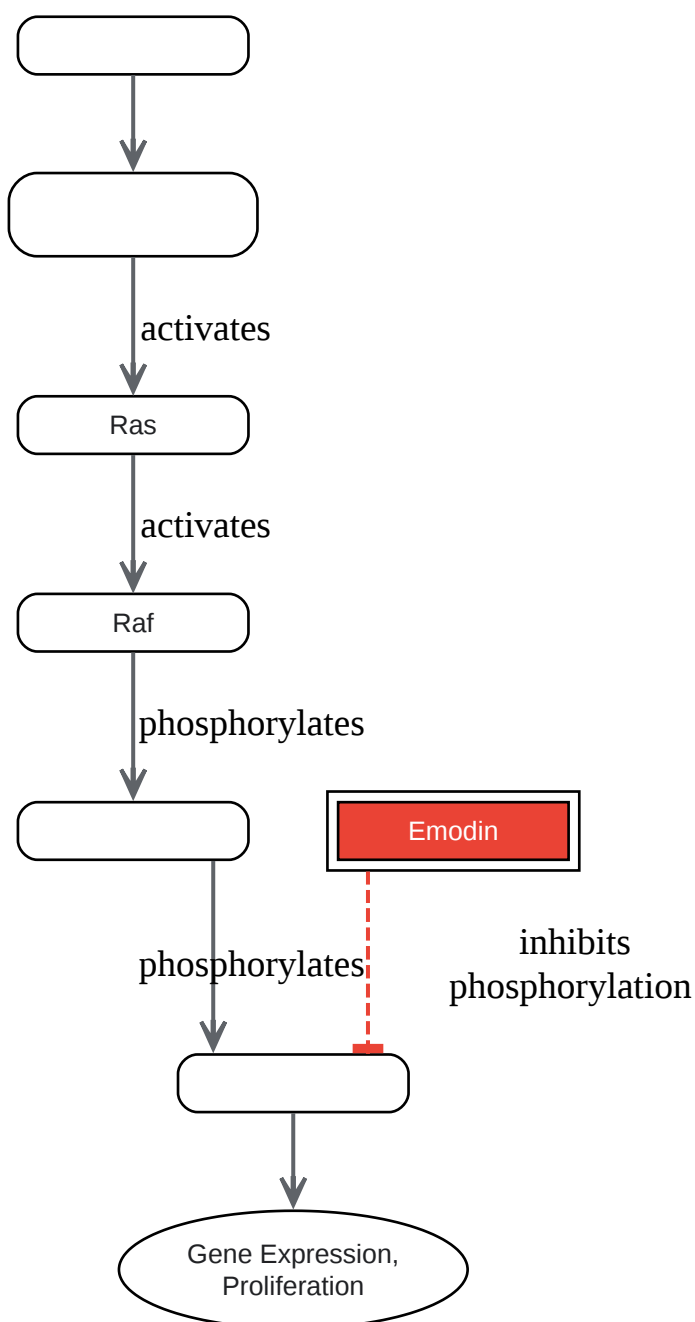 activates
Ras
activates
Raf
phosphorylates
Emodin
phosphorylates
inhibits
phosphorylation
Gene Expression,
Proliferation